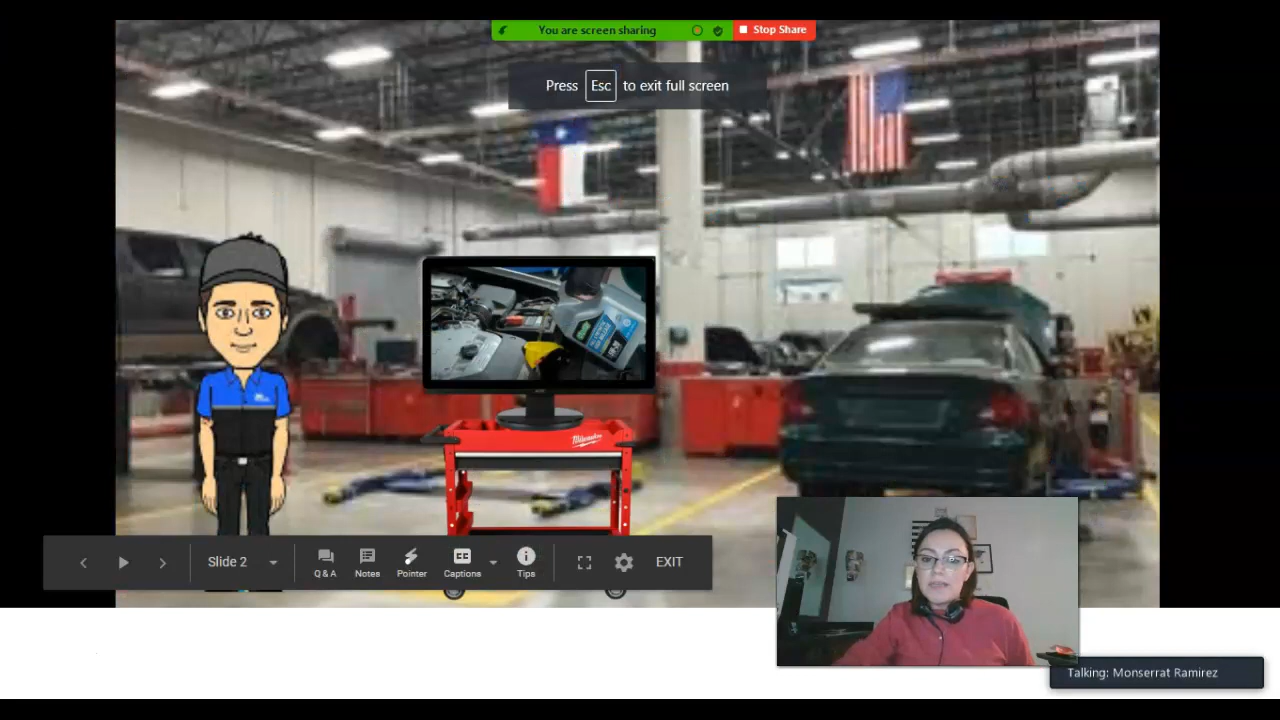 You are screen sharing
Stop Share
Press Esc to exit full screen
Milwaukee
Slide 2
Q & A
Notes
Pointer
Captions
Tips
EXIT
Talking: Monserrat Ramirez